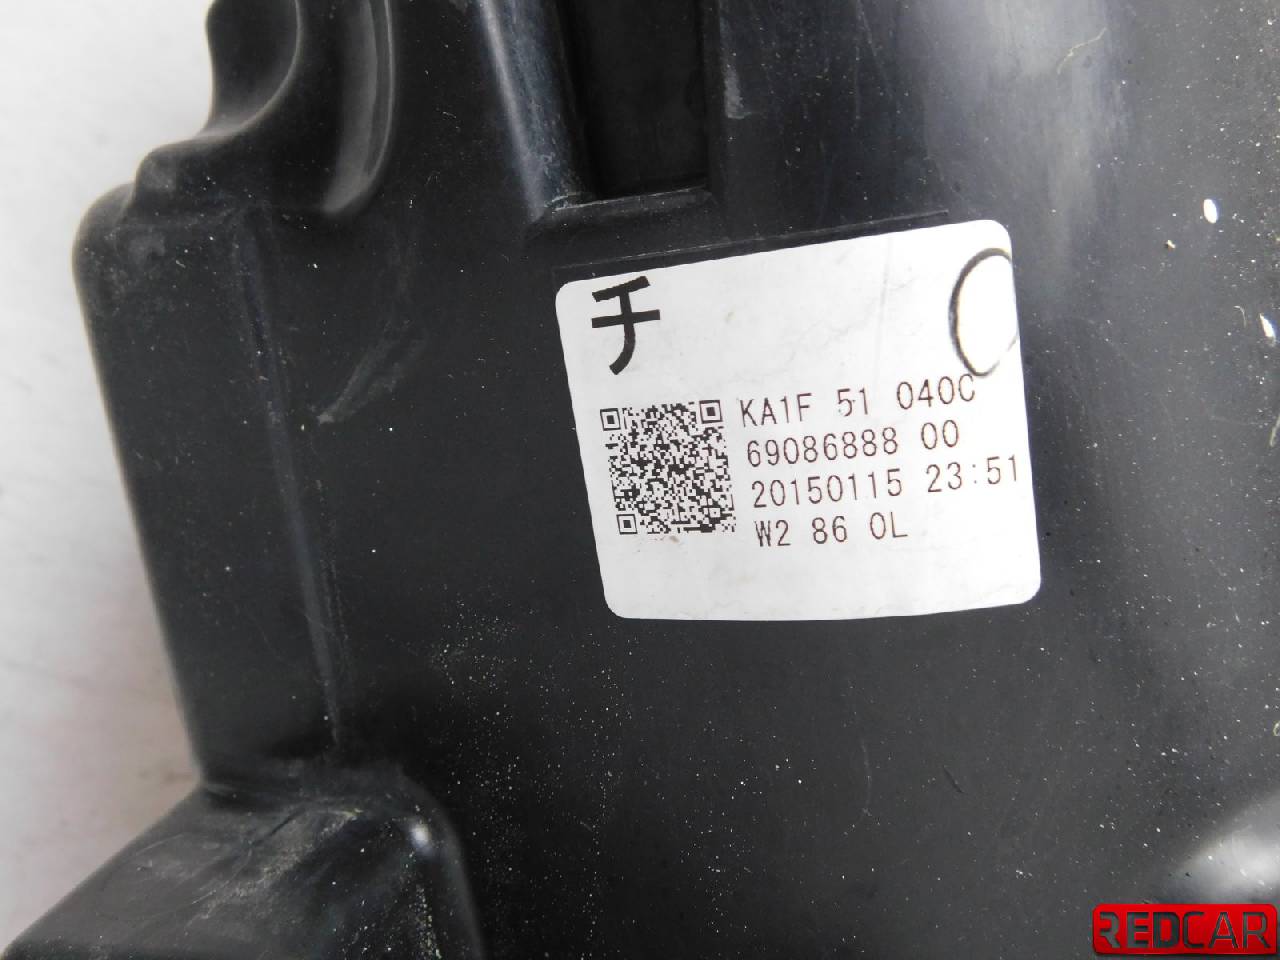 チ
KA1F 51 040C
69086888 00
20150115 23:51
W2 86 0L
REDCAR